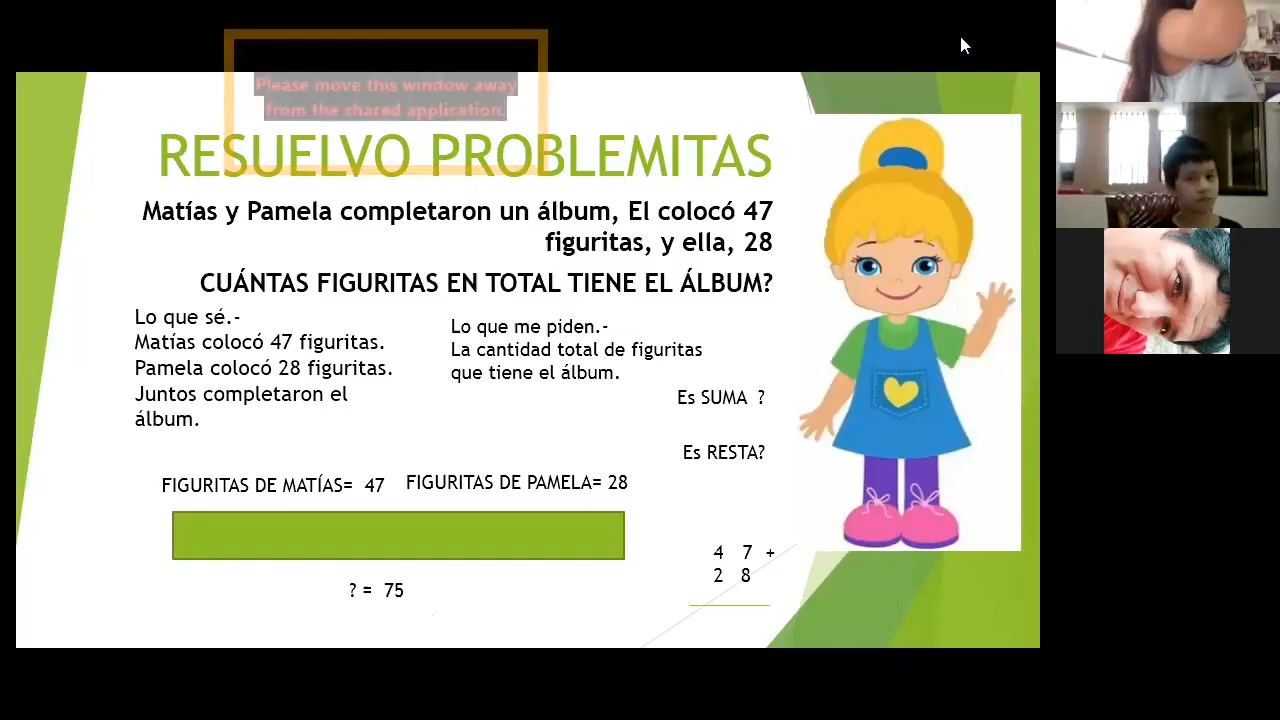 Please move this window away
from the shared application.
RESUELVO PROBLEMITAS
Matías y Pamela completaron un álbum, El colocó 47
figuritas, y ella, 28
CUÁNTAS FIGURITAS EN TOTAL TIENE EL ÁLBUM?
Lo que sé.-
Matías colocó 47 figuritas.
Pamela colocó 28 figuritas.
Juntos completaron el
álbum.
Lo que me piden.-
La cantidad total de figuritas
que tiene el álbum.
Es SUMA ?
Es RESTA?
FIGURITAS DE MATÍAS= 47
FIGURITAS DE PAMELA= 28
? = 75
4 7 +
2 8